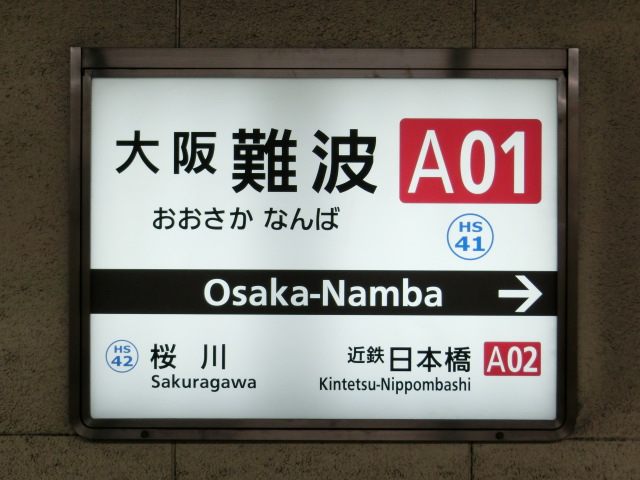 大阪難波 A01
おおさか なんば
HS
41
Osaka-Namba →
HS
42
桜川
Sakuragawa
近鉄日本橋 A02
Kintetsu-Nippombashi